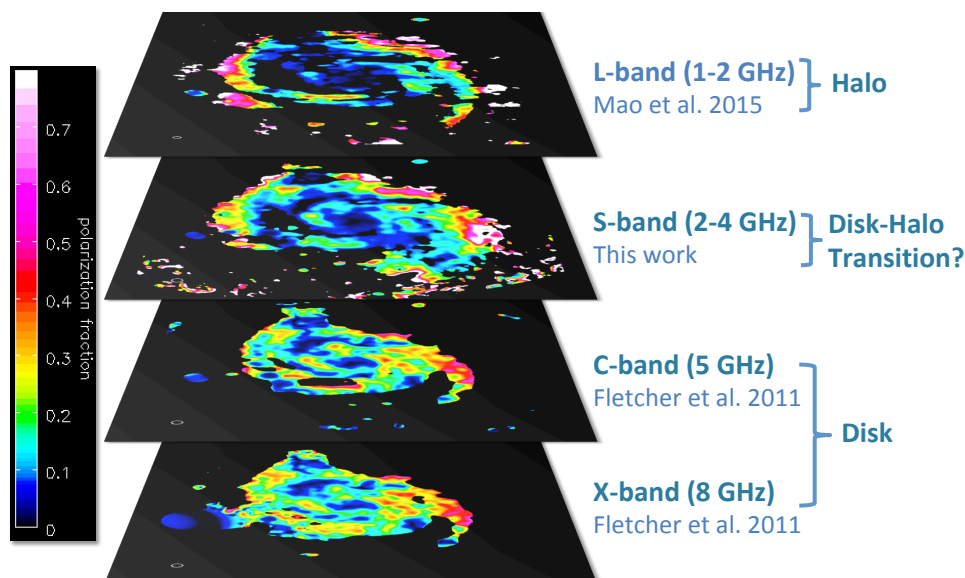 L-band (1-2 GHz)
Mao et al. 2015
Halo
S-band (2-4 GHz)
This work
Disk-Halo
Transition?
C-band (5 GHz)
Fletcher et al. 2011
Disk
X-band (8 GHz)
Fletcher et al. 2011
0.7
0.6
0.5
0.4
0.3
0.2
0.1
0
polarization fraction